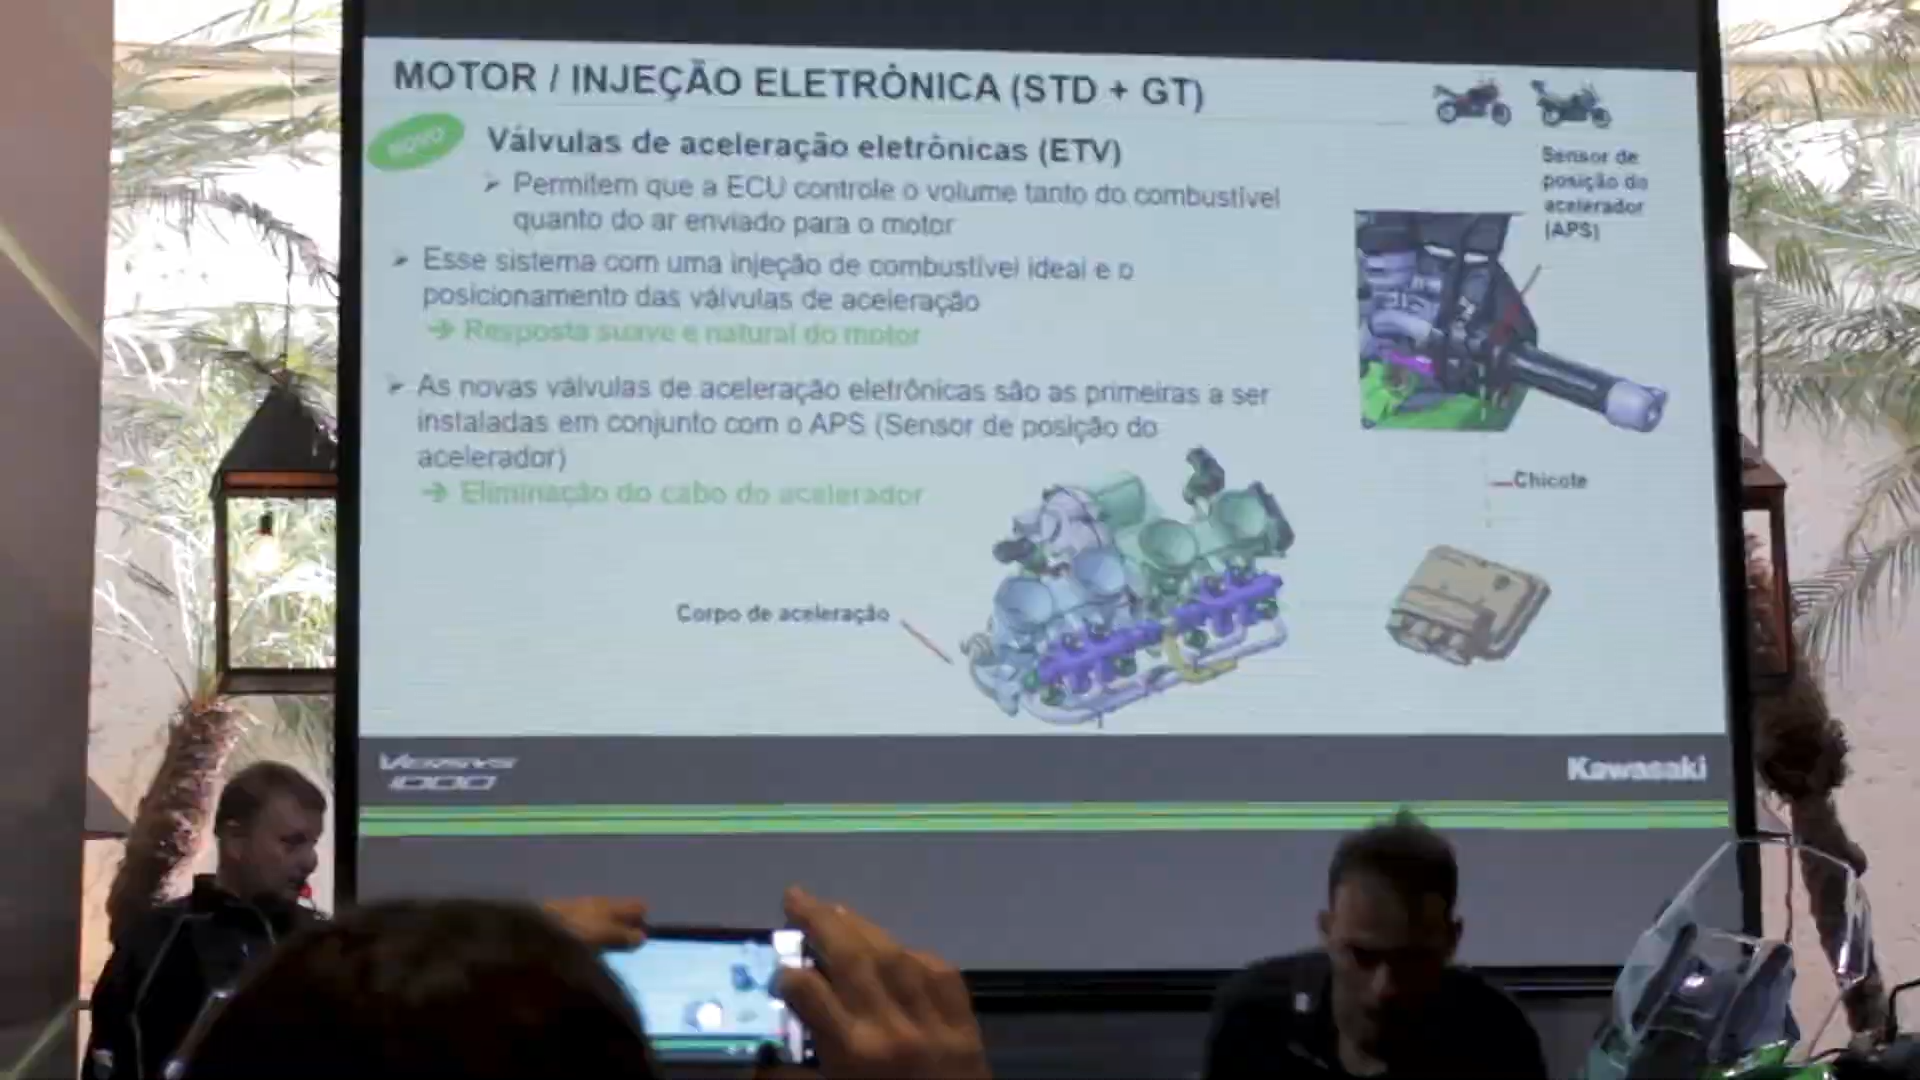 MOTOR / INJEÇÃO ELETRÔNICA (STD + GT)
NOVO
Válvulas de aceleração eletrônicas (ETV)
➤ Permitem que a ECU controle o volume tanto do combustível
quanto do ar enviado para o motor
➤ Esse sistema com uma injeção de combustível ideal e o
posicionamento das válvulas de aceleração
➔ Resposta suave e natural do motor
➤ As novas válvulas de aceleração eletrônicas são as primeiras a ser
instaladas em conjunto com o APS (Sensor de posição do
acelerador)
➔ Eliminação do cabo do acelerador
Sensor de
posição do
acelerador
(APS)
Chicote
Corpo de aceleração
VERSYS
1000
Kawasaki